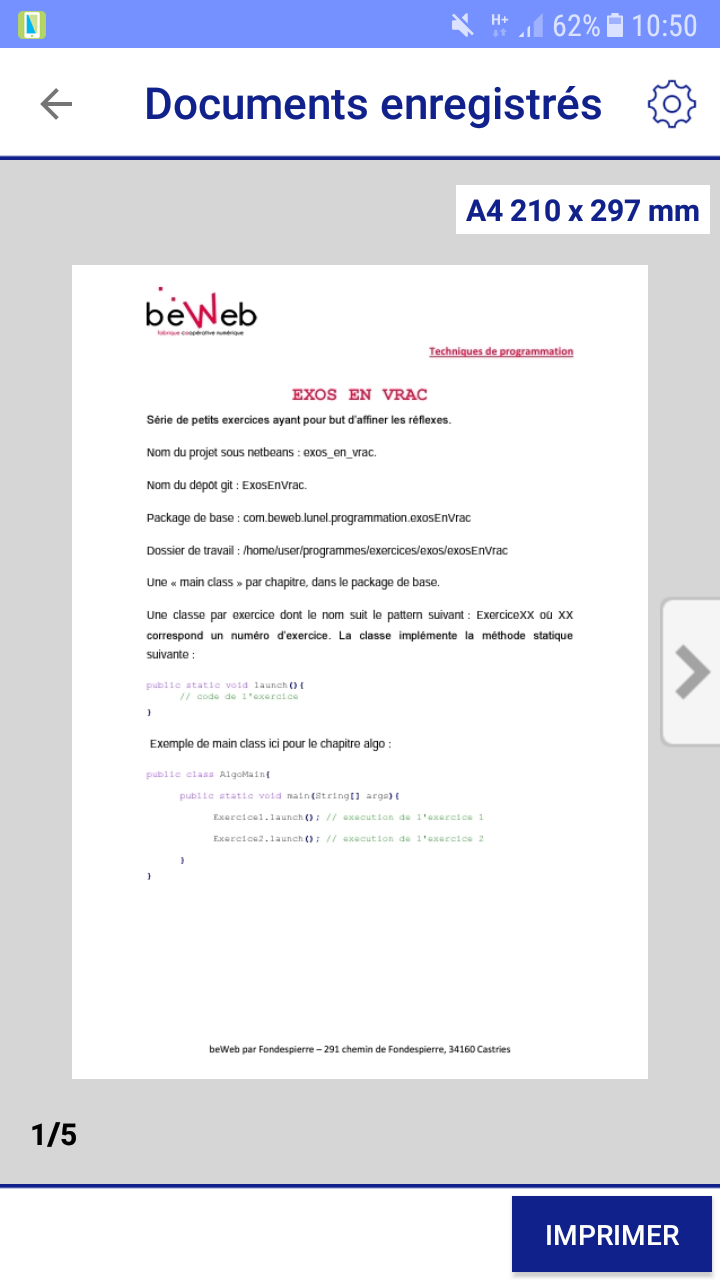 H+ 62% 10:50
Documents enregistrés
A4 210 x 297 mm
beWeb
fabrique coopérative numérique
Techniques de programmation
EXOS EN VRAC
Série de petits exercices ayant pour but d'affiner les réflexes.
Nom du projet sous netbeans : exos_en_vrac.
Nom du dépôt git : ExosEnVrac.
Package de base : com.beweb.lunel.programmation.exosEnVrac
Dossier de travail : /home/user/programmes/exercices/exos/exosEnVrac
Une « main class » par chapitre, dans le package de base.
Une classe par exercice dont le nom suit le pattern suivant : ExerciceXX où XX
correspond un numéro d'exercice. La classe implémente la méthode statique
suivante :
public static void launch(){
// code de l'exercice
}
Exemple de main class ici pour le chapitre algo :
public class AlgoMain{
public static void main(String[] args){
Exercice1.launch(); // execution de l'exercice 1
Exercice2.launch(); // execution de l'exercice 2
}
}
beWeb par Fondespierre – 291 chemin de Fondespierre, 34160 Castries
1/5
IMPRIMER